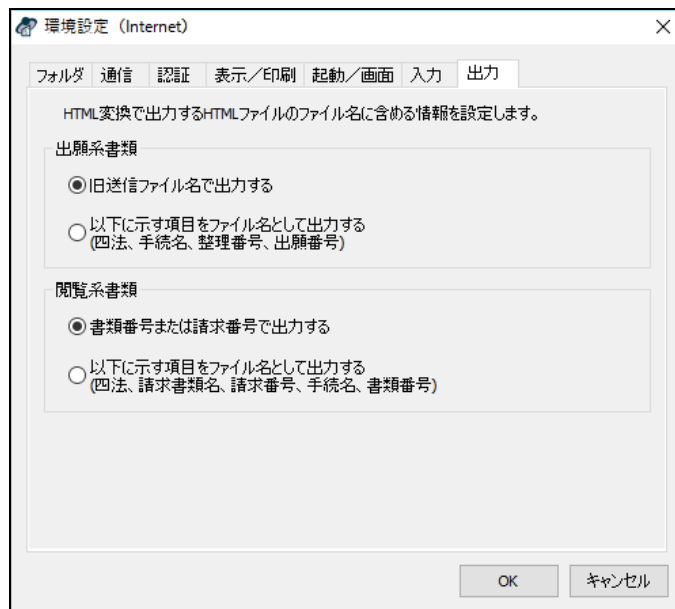 環境設定（Internet）
フォルダ 通信 認証 表示／印刷 起動／画面 入力 出力
HTML変換で出力するHTMLファイルのファイル名に含める情報を設定します。
出願系書類
旧送信ファイル名で出力する
以下に示す項目をファイル名として出力する
(四法、手続名、整理番号、出願番号)
閲覧系書類
書類番号または請求番号で出力する
以下に示す項目をファイル名として出力する
(四法、請求書類名、請求番号、手続名、書類番号)
OK キャンセル